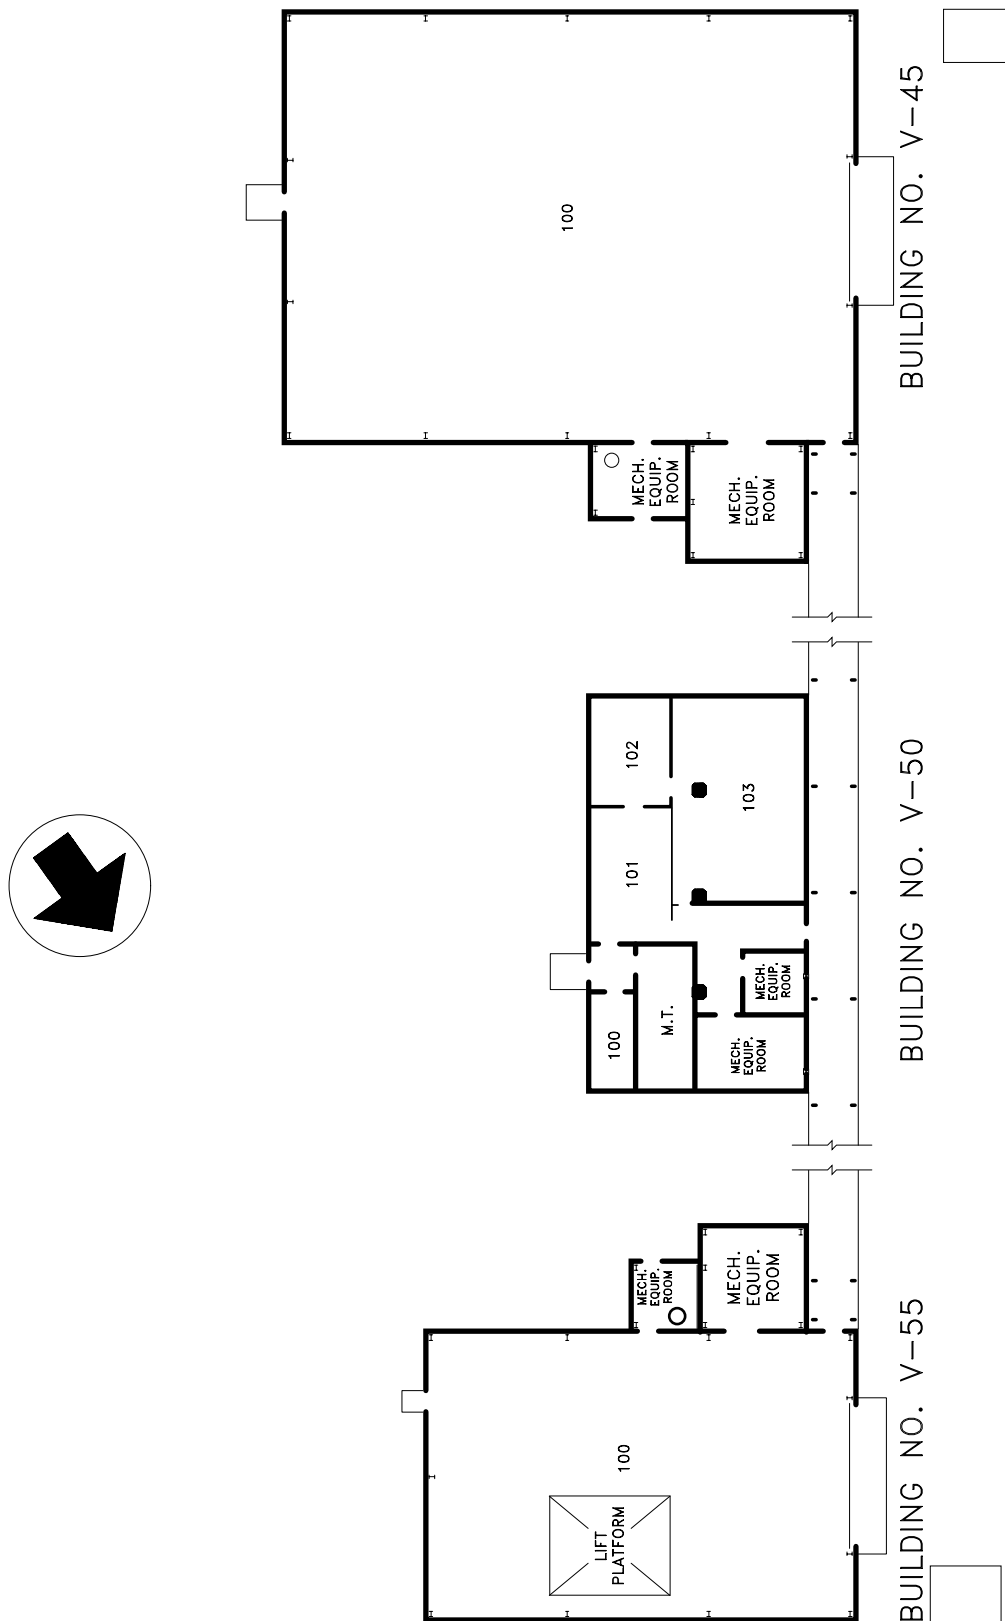 100
BUILDING NO. V-45
MECH.
EQUIP.
ROOM
MECH.
EQUIP.
ROOM
102
103
101
BUILDING NO. V-50
MECH.
EQUIP.
ROOM
M.T.
100
MECH.
EQUIP.
ROOM
MECH.
EQUIP.
ROOM
MECH.
EQUIP.
ROOM
100
BUILDING NO. V-55
LIFT
PLATFORM